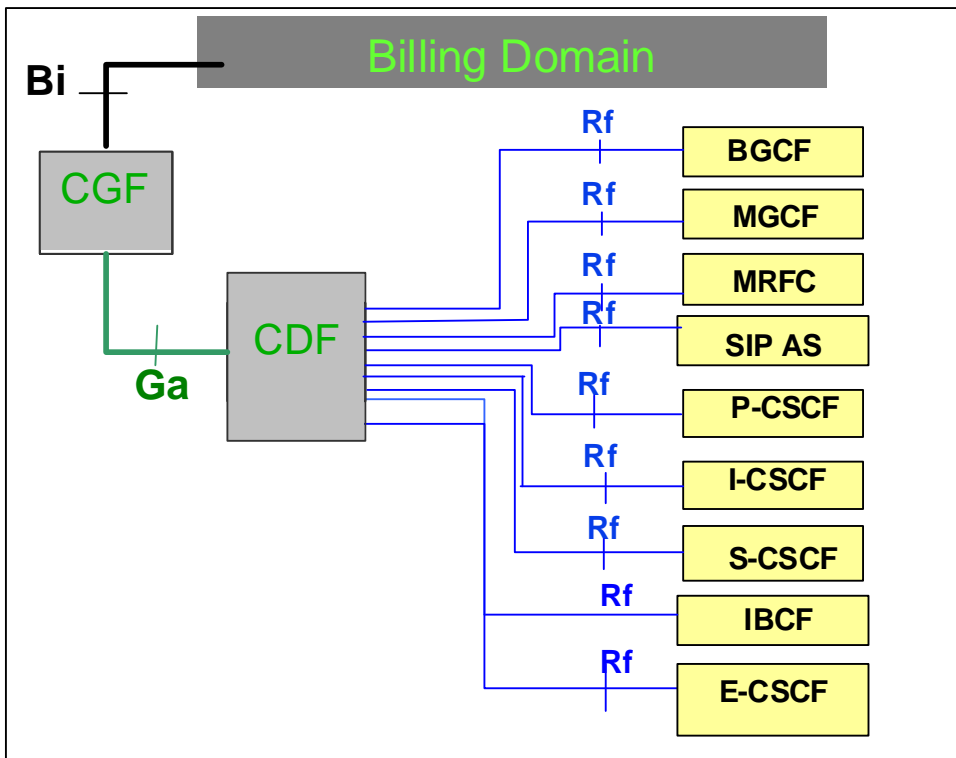 Billing Domain
Bi
CGF
Ga
CDF
Rf
BGCF
Rf
MGCF
Rf
MRFC
Rf
SIP AS
Rf
P-CSCF
Rf
I-CSCF
Rf
S-CSCF
Rf
IBCF
Rf
E-CSCF